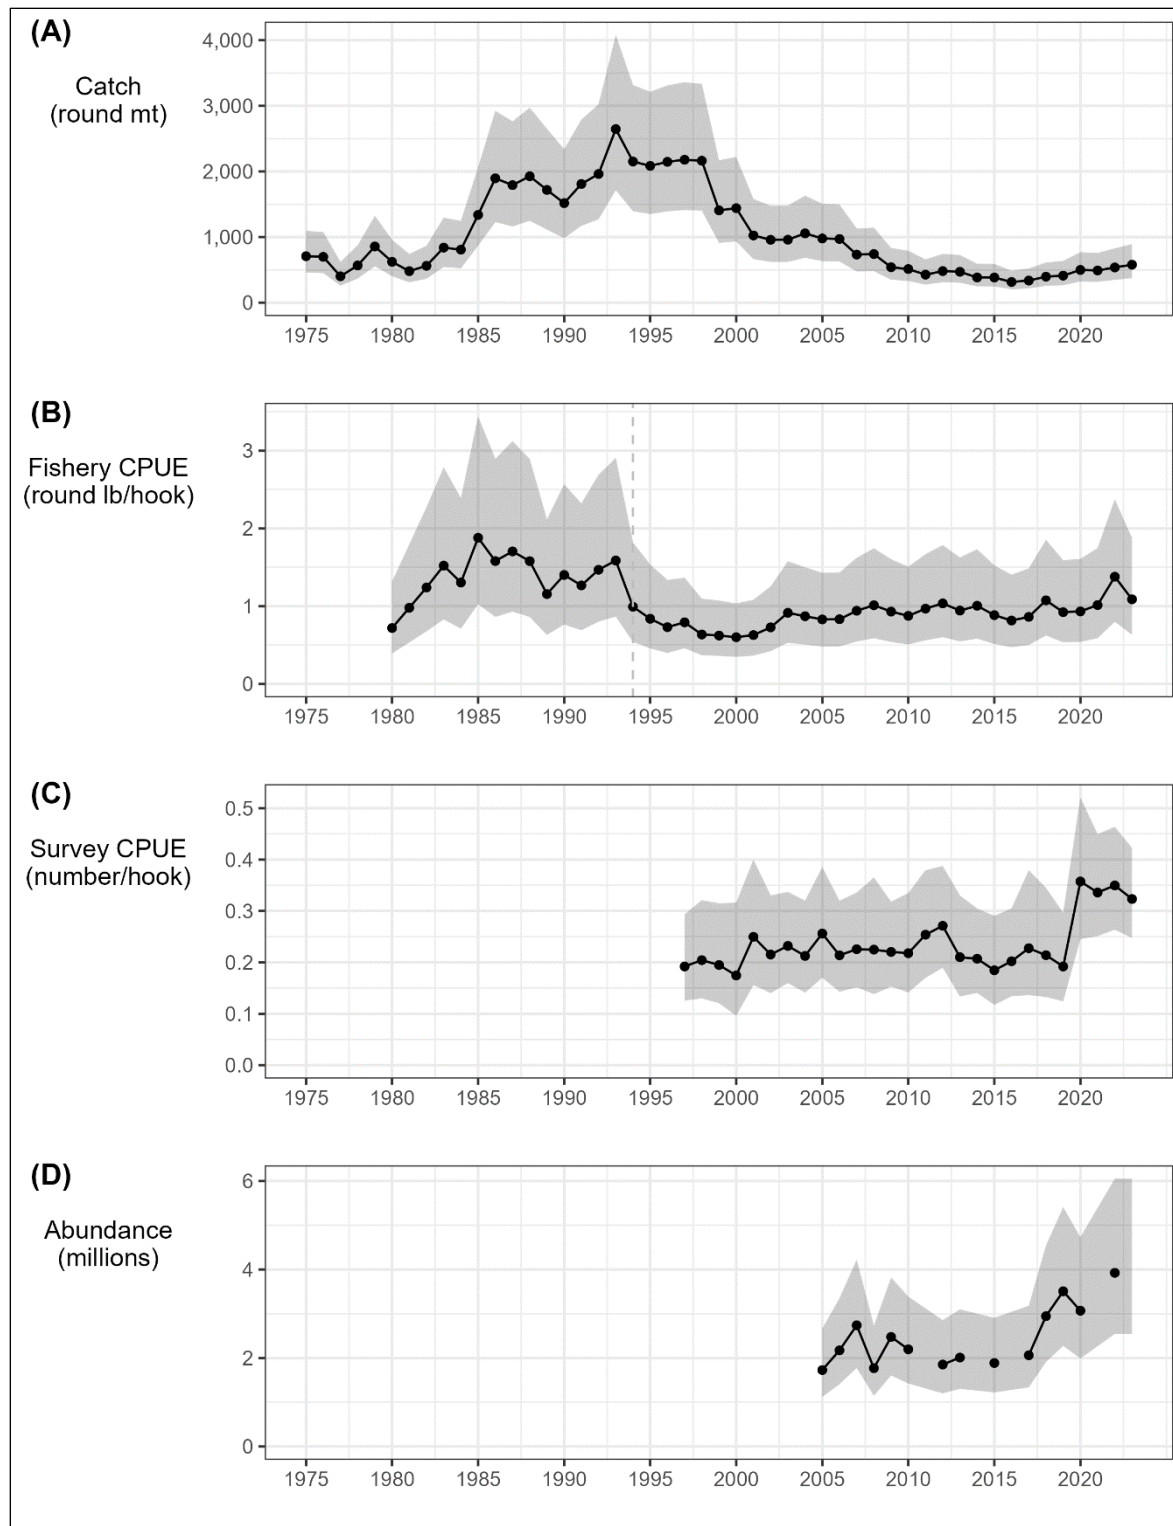 (A)
Catch
(round mt)
4,000
3,000
2,000
1,000
0
1975 1980 1985 1990 1995 2000 2005 2010 2015 2020
(B)
Fishery CPUE
(round lb/hook)
3
2
1
0
1975 1980 1985 1990 1995 2000 2005 2010 2015 2020
(C)
Survey CPUE
(number/hook)
0.5
0.4
0.3
0.2
0.1
0.0
1975 1980 1985 1990 1995 2000 2005 2010 2015 2020
(D)
Abundance
(millions)
6
4
2
0
1975 1980 1985 1990 1995 2000 2005 2010 2015 2020